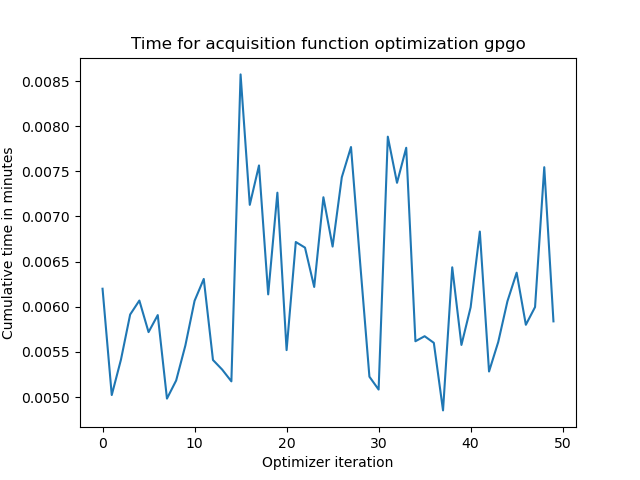 Time for acquisition function optimization gpgo
Cumulative time in minutes
0.0085
0.0080
0.0075
0.0070
0.0065
0.0060
0.0055
0.0050
0 10 20 30 40 50
Optimizer iteration